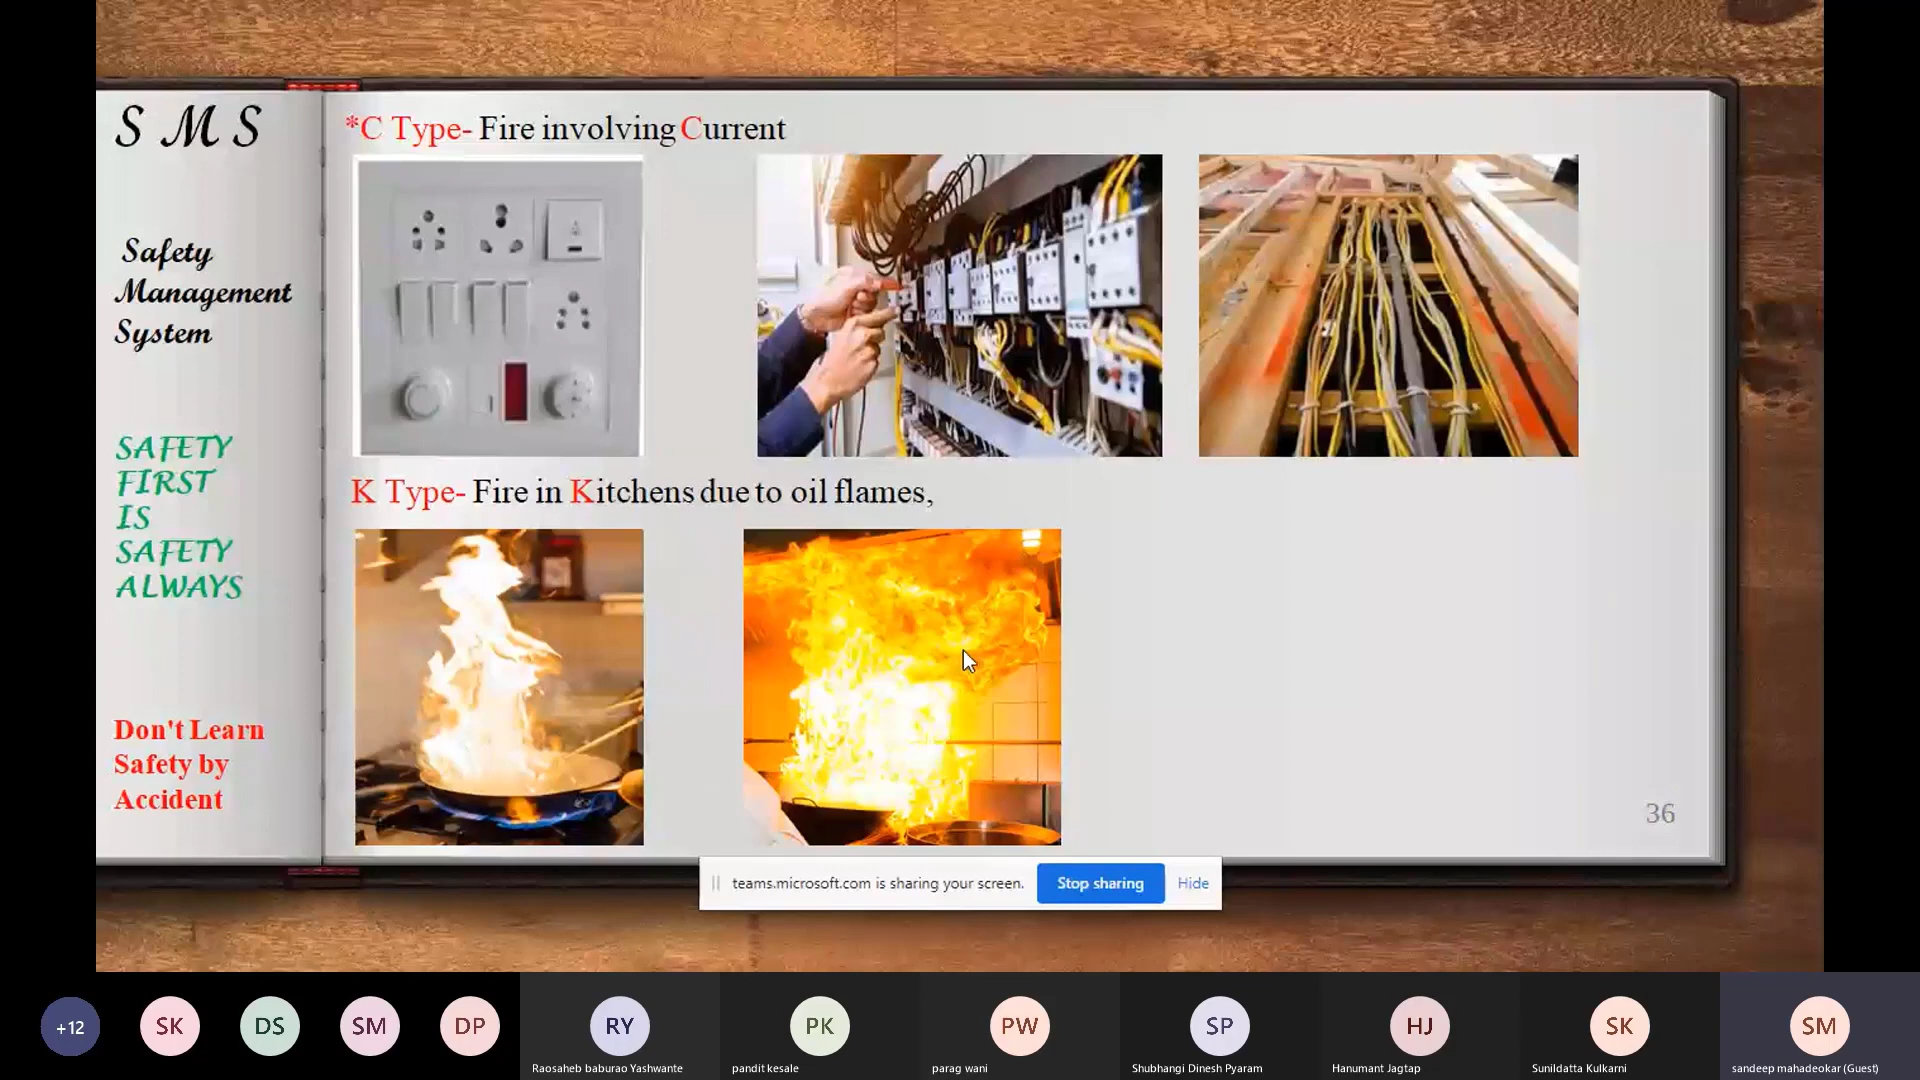 S M S
Safety
Management
System
SAFETY
FIRST
IS
SAFETY
ALWAYS
Don't Learn
Safety by
Accident
*C Type- Fire involving Current
K Type- Fire in Kitchens due to oil flames,
36
teams.microsoft.com is sharing your screen.
Stop sharing
Hide
+12
SK
DS
SM
DP
RY
PK
PW
SP
HJ
SK
SM
Raosaheb baburao Yashwante
pandit kesale
parag wani
Shubhangi Dinesh Pyaram
Hanumant Jagtap
Sunildatta Kulkarni
sandeep mahadeokar (Guest)